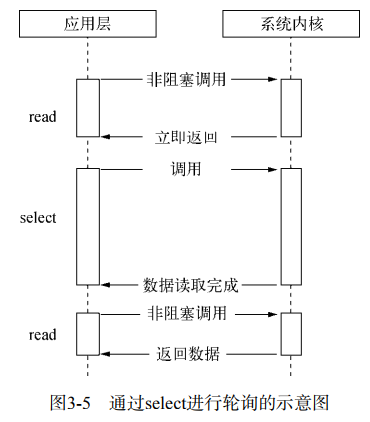 应用层 系统内核
非阻塞调用
read
立即返回
调用
select
数据读取完成
非阻塞调用
read
返回数据
图3-5 通过select进行轮询的示意图